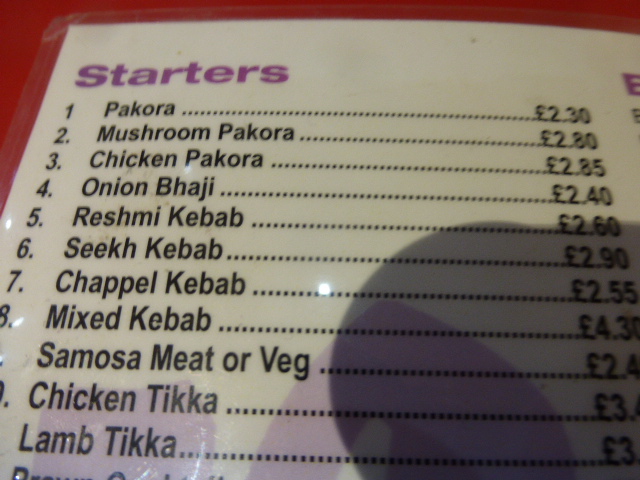 Starters
1 Pakora ........ £2.30
2. Mushroom Pakora ........ £2.80
3. Chicken Pakora ........ £2.85
4. Onion Bhaji ........ £2.40
5. Reshmi Kebab ........ £2.60
6. Seekh Kebab ........ £2.90
7. Chappel Kebab ........ £2.55
8. Mixed Kebab ........ £4.30
Samosa Meat or Veg ........ £2.4
Chicken Tikka ........ £3.
Lamb Tikka ........ £3.